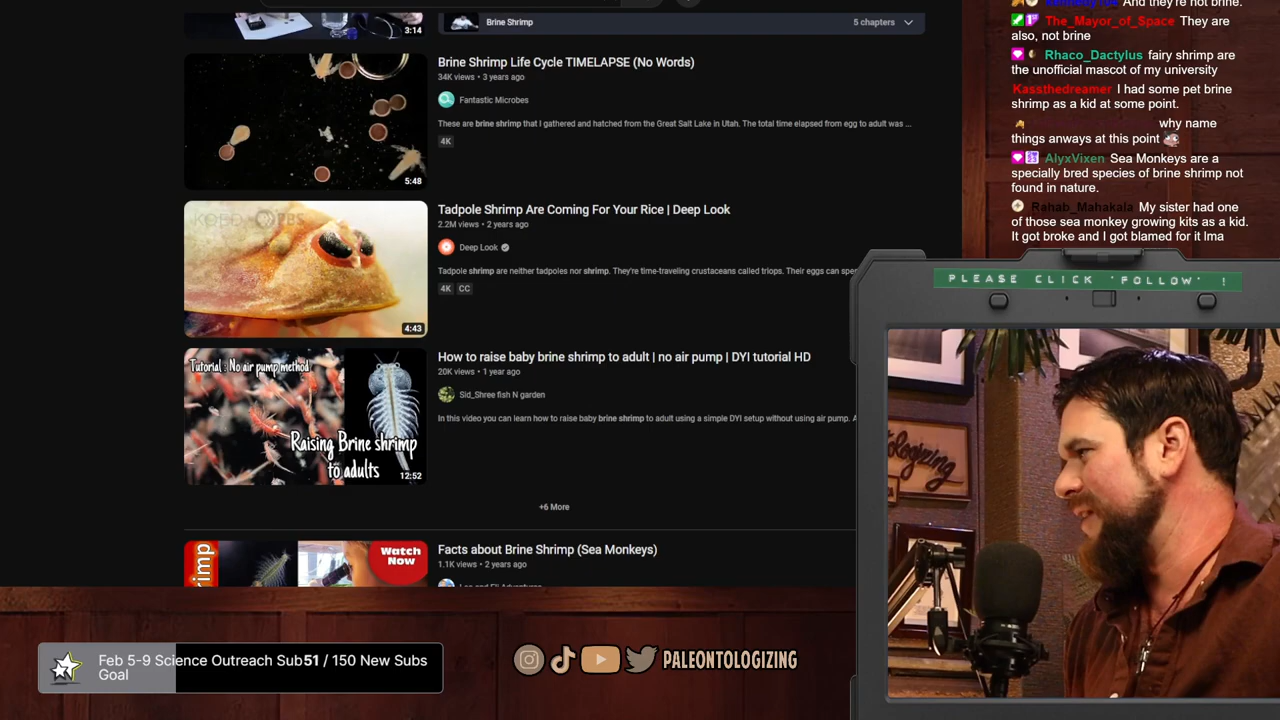 3:14
Brine Shrimp
5 chapters
And they're not brine.
The_Mayor_of_Space They are
also, not brine
Rhaco_Dactylus fairy shrimp are
the unofficial mascot of my university
Kassthedreamer I had some pet brine
shrimp as a kid at some point.
why name
things anways at this point
AlyxVixen Sea Monkeys are a
specially bred species of brine shrimp not
found in nature.
Rahab_Mahakala My sister had one
of those sea monkey growing kits as a kid.
It got broke and I got blamed for it lma
Brine Shrimp Life Cycle TIMELAPSE (No Words)
34K views • 3 years ago
Fantastic Microbes
These are brine shrimp that I gathered and hatched from the Great Salt Lake in Utah. The total time elapsed from egg to adult was ...
4K
5:48
KQED PBS
Tadpole Shrimp Are Coming For Your Rice | Deep Look
2.2M views • 2 years ago
Deep Look
Tadpole shrimp are neither tadpoles nor shrimp. They're time-traveling crustaceans called triops. Their eggs can
4K CC
4:43
PLEASE CLICK 'FOLLOW' !
Tutorial : No air pump method
Raising Brine shrimp
to adults
12:52
How to raise baby brine shrimp to adult | no air pump | DYI tutorial HD
20K views • 1 year ago
Sid_Shree fish N garden
In this video you can learn how to raise baby brine shrimp to adult using a simple DYI setup without using air pump.
+6 More
Watch
Now
Facts about Brine Shrimp (Sea Monkeys)
1.1K views • 2 years ago
Feb 5-9 Science Outreach Sub 51 / 150 New Subs
Goal
PALEONTOLOGIZING